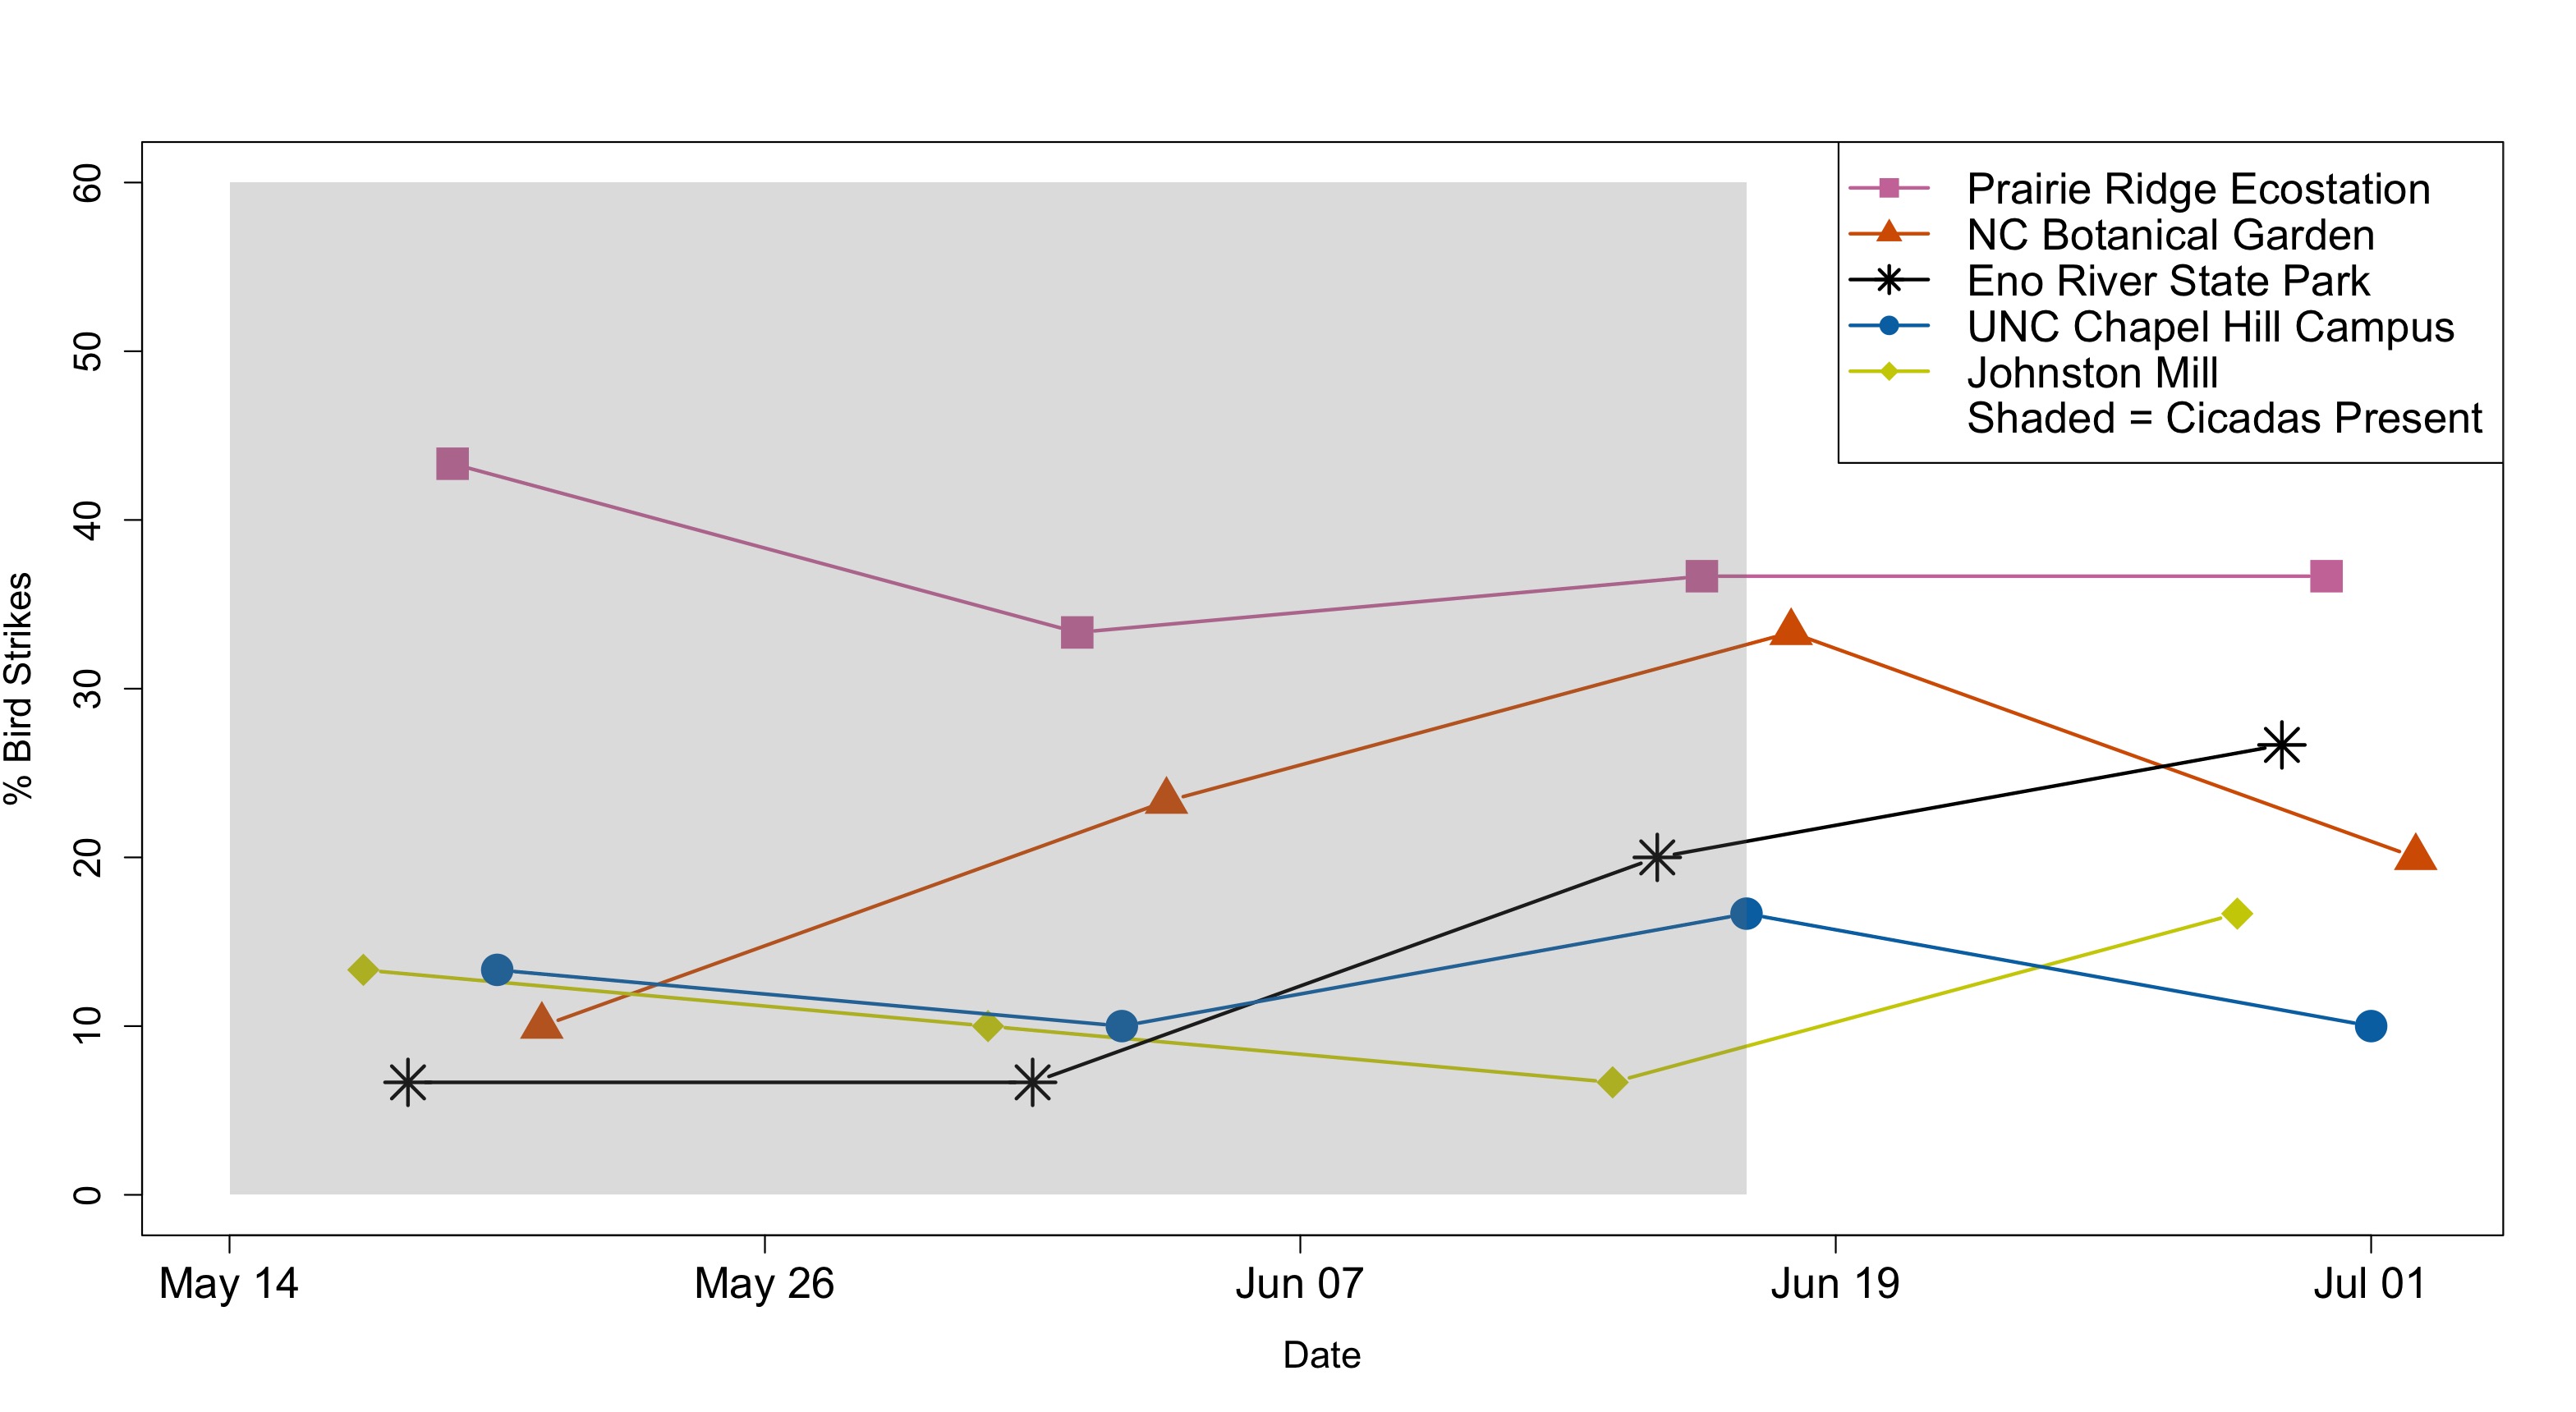 Prairie Ridge Ecostation
NC Botanical Garden
Eno River State Park
UNC Chapel Hill Campus
Johnston Mill
Shaded = Cicadas Present
% Bird Strikes
60
50
40
30
20
10
0
May 14
May 26
Jun 07
Jun 19
Jul 01
Date